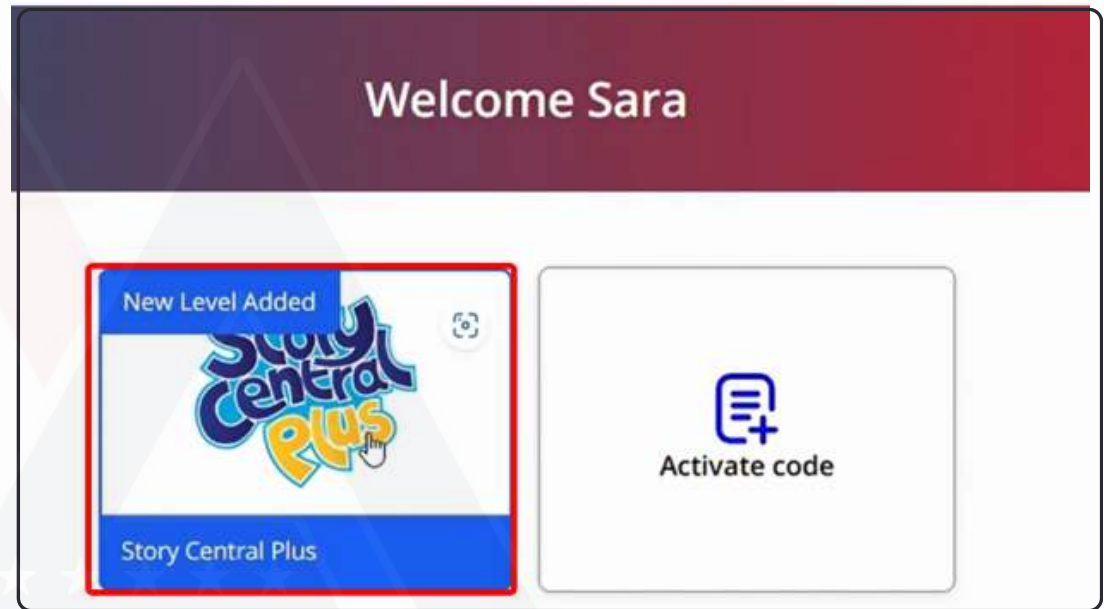 Welcome Sara
New Level Added
Story
Central
Plus
Activate code
Story Central Plus